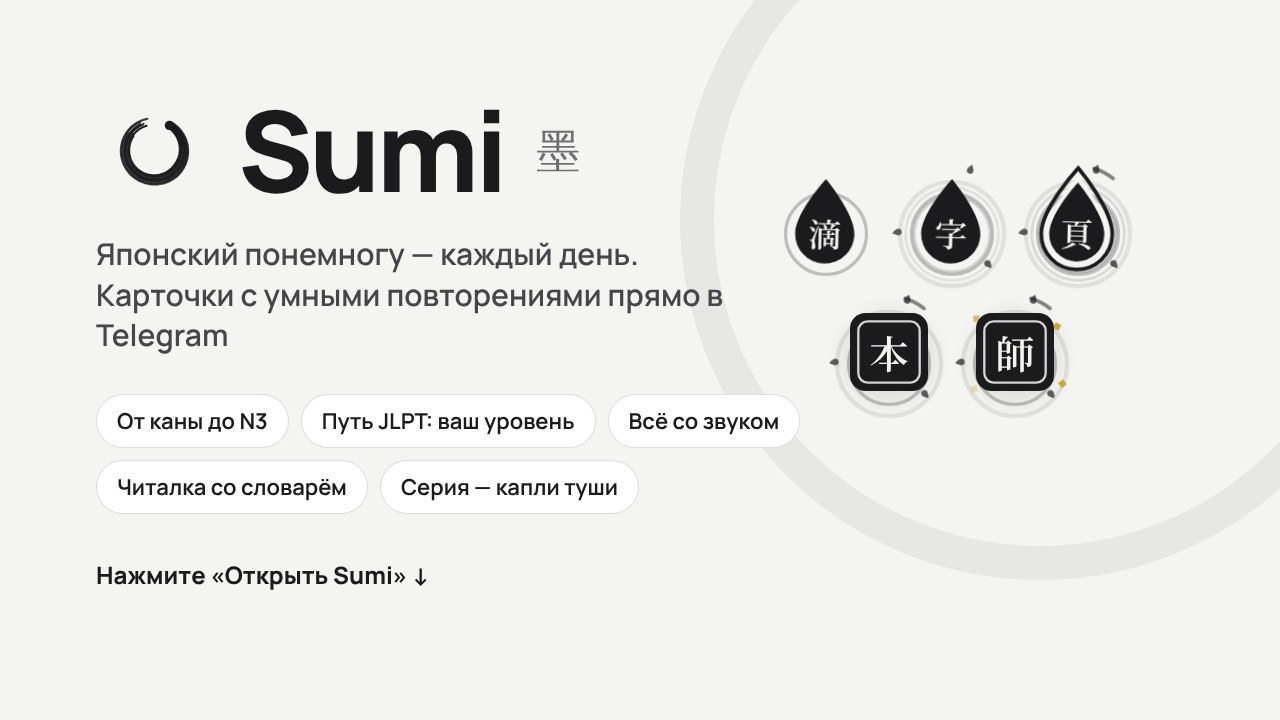 Sumi 墨
Японский понемногу — каждый день.
Карточки с умными повторениями прямо в
Telegram
От каны до N3
Путь JLPT: ваш уровень
Всё со звуком
Читалка со словарём
Серия — капли туши
Нажмите «Открыть Sumi» ↓
滴 字 頁
本 師